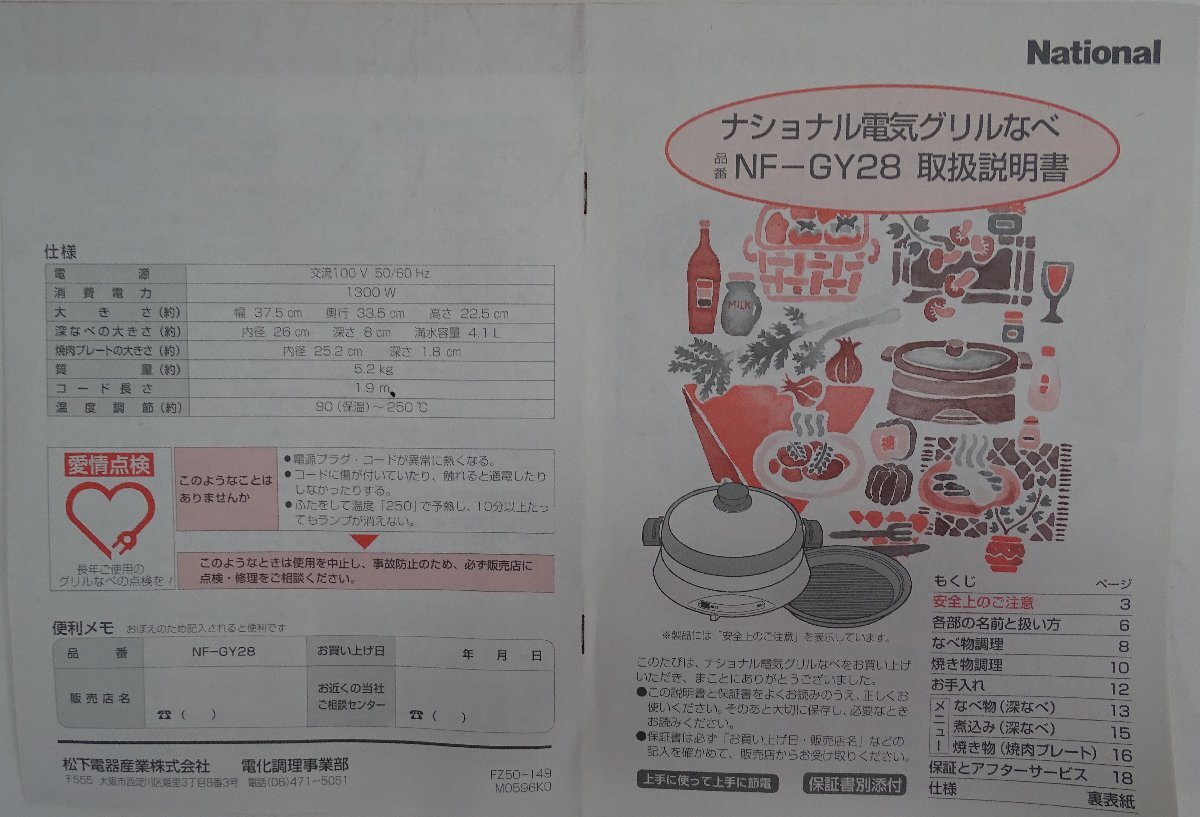 仕様
電源 交流100V 50/60Hz
消費電力 1300W
大きさ(約) 幅 37.5cm 奥行 33.5cm 高さ 22.5cm
深なべの大きさ(約) 内径 26cm 深さ 8cm 満水容量 4.1L
焼肉プレートの大きさ(約) 内径 25.2cm 深さ 1.8cm
質量(約) 5.2kg
コード長さ 1.9m
温度調節(約) 90(保温)~250℃
愛情点検
長年ご使用の
グリルなべの点検を!
このようなことは
ありませんか
●電源プラグ・コードが異常に熱くなる。
●コードに傷が付いていたり、触れると通電したり
しなかったりする。
●ふたをして温度「250」で予熱し、10分以上たっ
てもランプが消えない。
このようなときは使用を中止し、事故防止のため、必ず販売店に
点検・修理をご相談ください。
便利メモ おぼえのため記入されると便利です
品番 NF-GY28 お買い上げ日 年 月 日
販売店名 ☎( ) お近くの当社
ご相談センター ☎( )
松下電器産業株式会社 電化調理事業部
〒555 大阪市西淀川区姫里3丁目8番3号 電話(06)471-5051
FZ50-149
M0596K0
National
ナショナル電気グリルなべ
品番 NF-GY28 取扱説明書
MILK
※製品には「安全上のご注意」を表示しています。
このたびは、ナショナル電気グリルなべをお買い上げ
いただき、まことにありがとうございました。
●この説明書と保証書をよくお読みのうえ、正しくお
使いください。そのあと大切に保存し、必要なとき
お読みください。
●保証書は必ず「お買い上げ日・販売店名」などの
記入を確かめて、販売店からお受け取りください。
上手に使って上手に節電 保証書別添付
もくじ ページ
安全上のご注意 3
各部の名前と扱い方 6
なべ物調理 8
焼き物調理 10
お手入れ 12
メニュー
なべ物(深なべ) 13
煮込み(深なべ) 15
焼き物(焼肉プレート) 16
保証とアフターサービス 18
仕様 裏表紙